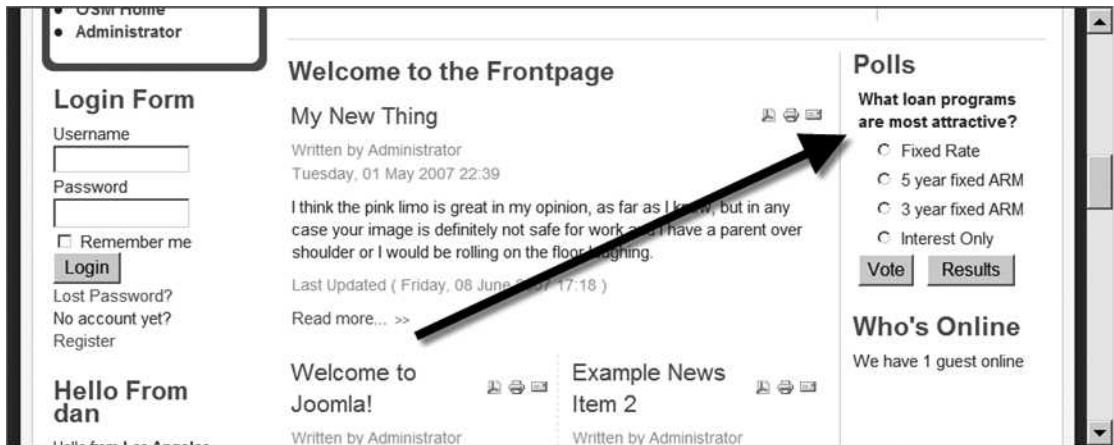 OSM Home
Administrator
Login Form
Username
Password
Remember me
Login
Lost Password?
No account yet?
Register
Hello From
dan
Hello from Los Angeles
Welcome to the Frontpage
My New Thing
Written by Administrator
Tuesday, 01 May 2007 22:39
I think the pink limo is great in my opinion, as far as I know, but in any
case your image is definitely not safe for work and I have a parent over
shoulder or I would be rolling on the floor laughing.
Last Updated ( Friday, 08 June 2007 17:18 )
Read more... >>
Welcome to
Joomla!
Written by Administrator
Example News
Item 2
Written by Administrator
Polls
What loan programs
are most attractive?
Fixed Rate
5 year fixed ARM
3 year fixed ARM
Interest Only
Vote Results
Who's Online
We have 1 guest online